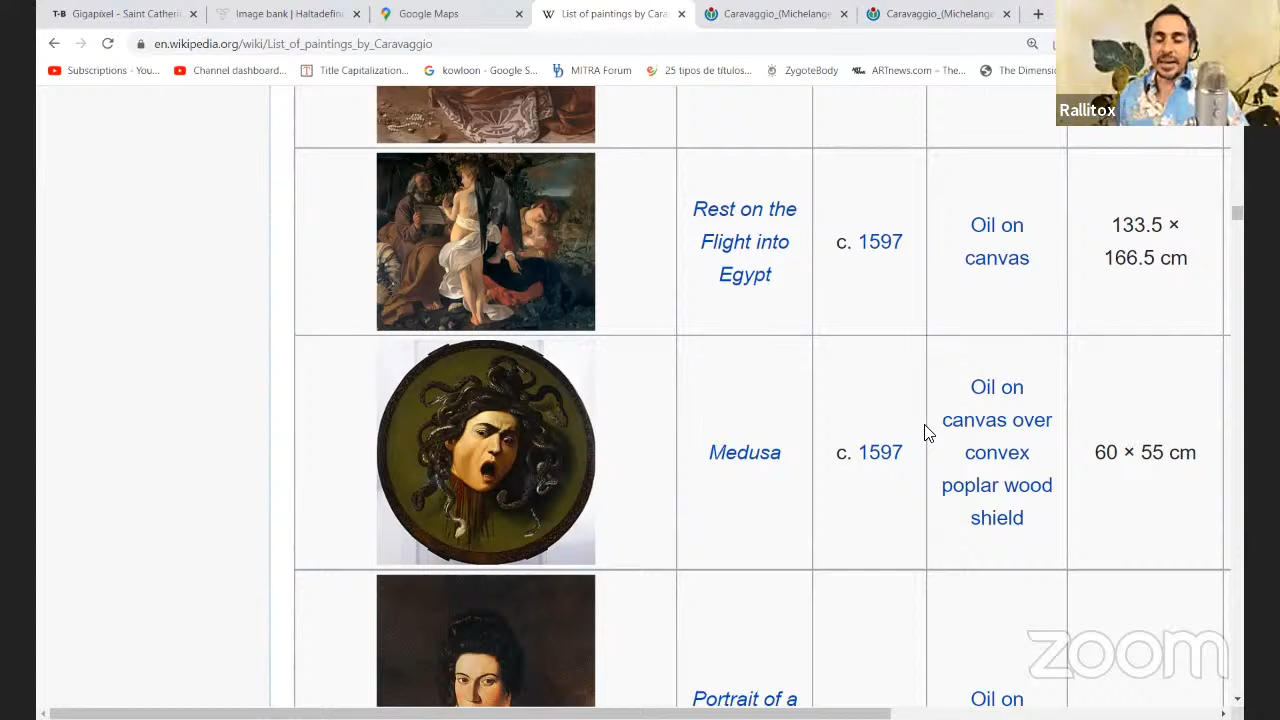 T-B Gigapixel - Saint Catheri
Image bank | Haltadefin
Google Maps
W List of paintings by Cara
Caravaggio_(Michelange
Caravaggio_(Michelange
en.wikipedia.org/wiki/List_of_paintings_by_Caravaggio
Subscriptions - You...
Channel dashboard...
T Title Capitalization...
G kowleon - Google S...
MITRA Forum
25 tipos de títulos...
ZygoteBody
ARTnews.com – The...
The Dimensio
Rallitox
Rest on the
Flight into
Egypt
c. 1597
Oil on
canvas
133.5 ×
166.5 cm
Medusa
c. 1597
Oil on
canvas over
convex
poplar wood
shield
60 × 55 cm
Portrait of a
Oil on
zoom